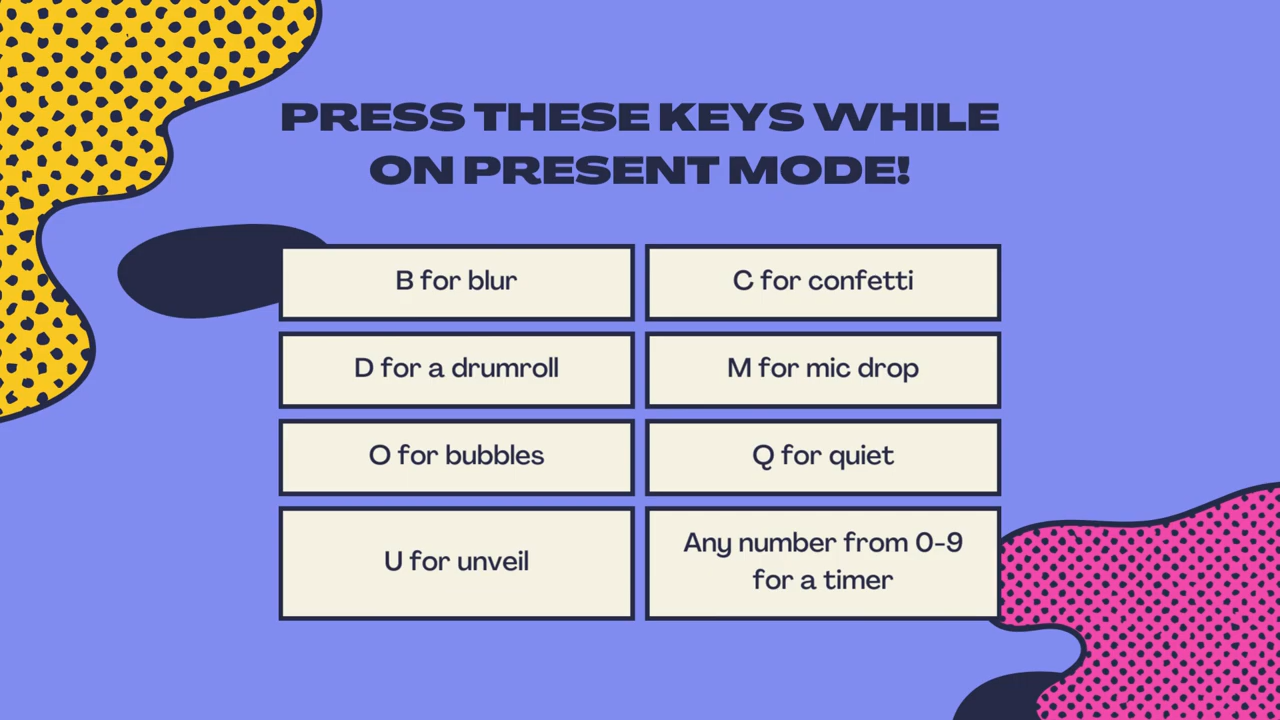 PRESS THESE KEYS WHILE
ON PRESENT MODE!
B for blur
C for confetti
D for a drumroll
M for mic drop
O for bubbles
Q for quiet
U for unveil
Any number from 0-9
for a timer